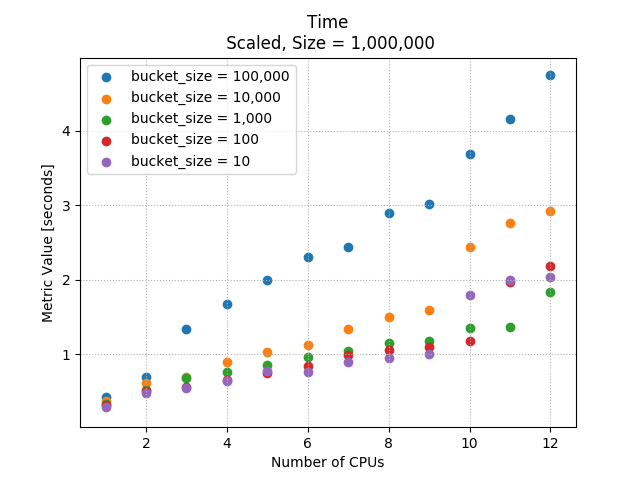 Time
Scaled, Size = 1,000,000
bucket_size = 100,000
bucket_size = 10,000
bucket_size = 1,000
bucket_size = 100
bucket_size = 10
Metric Value [seconds]
4
3
2
1
2
4
6
8
10
12
Number of CPUs